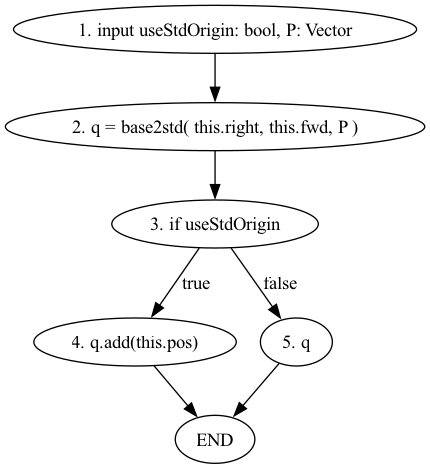 1. input useStdOrigin: bool, P: Vector
2. q = base2std( this.right, this.fwd, P )
3. if useStdOrigin
true
false
4. q.add(this.pos)
5. q
END